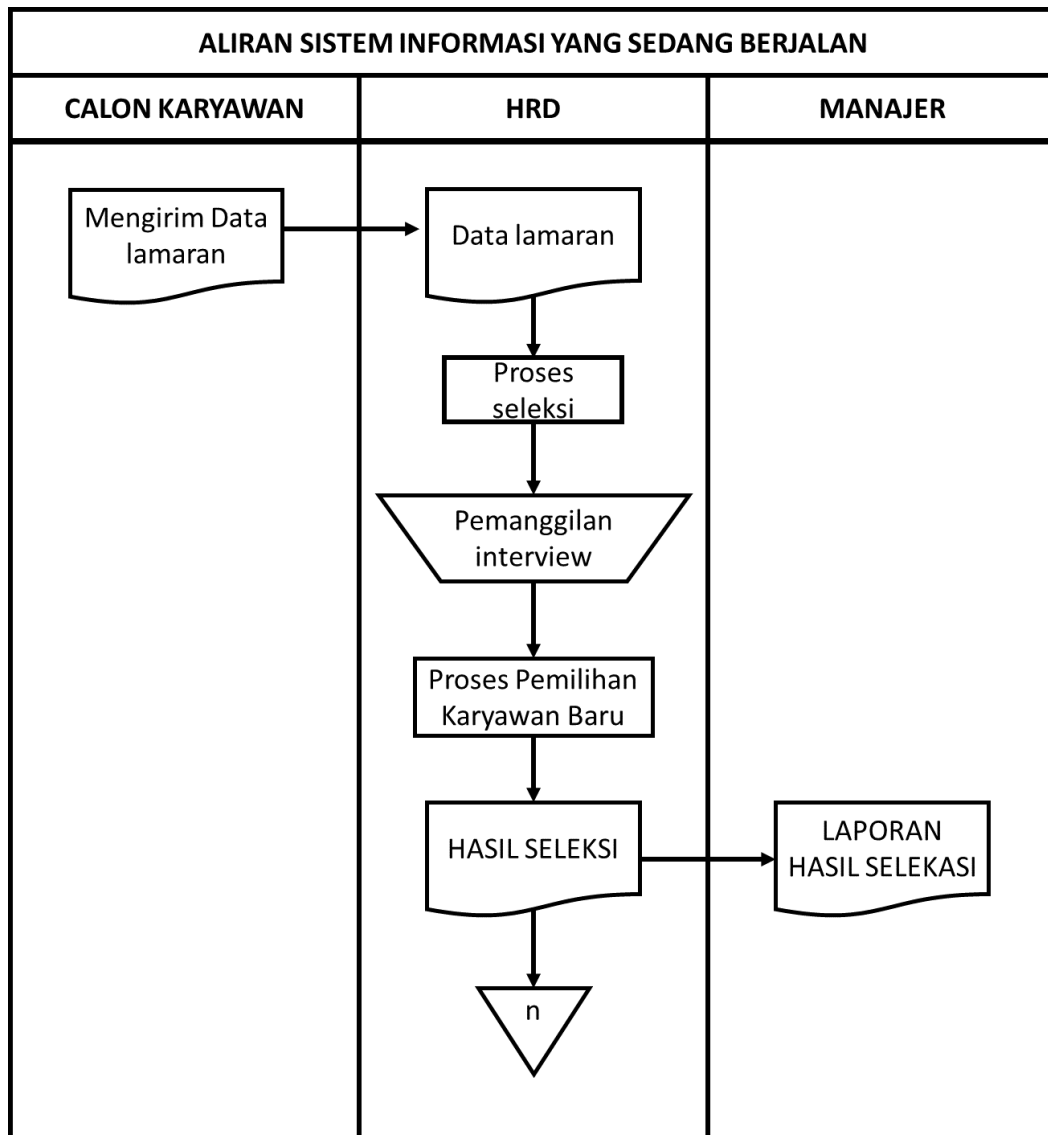 ALIRAN SISTEM INFORMASI YANG SEDANG BERJALAN
CALON KARYAWAN
HRD
MANAJER
Mengirim Data
lamaran
Data lamaran
Proses
seleksi
Pemanggilan
interview
Proses Pemilihan
Karyawan Baru
HASIL SELEKSI
LAPORAN
HASIL SELEKASI
n